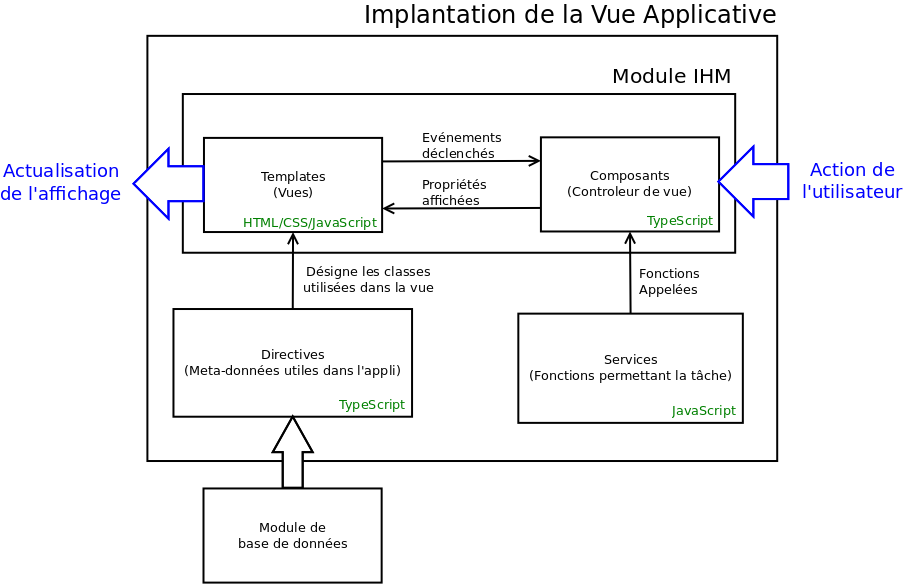 Implantation de la Vue Applicative
Module IHM
Actualisation
de l'affichage
Templates
(Vues)
HTML/CSS/JavaScript
Evénements
déclenchés
Propriétés
affichées
Composants
(Controleur de vue)
TypeScript
Action de
l'utilisateur
Désigne les classes
utilisées dans la vue
Fonctions
Appelées
Directives
(Meta-données utiles dans l'appli)
TypeScript
Services
(Fonctions permettant la tâche)
JavaScript
Module de
base de données